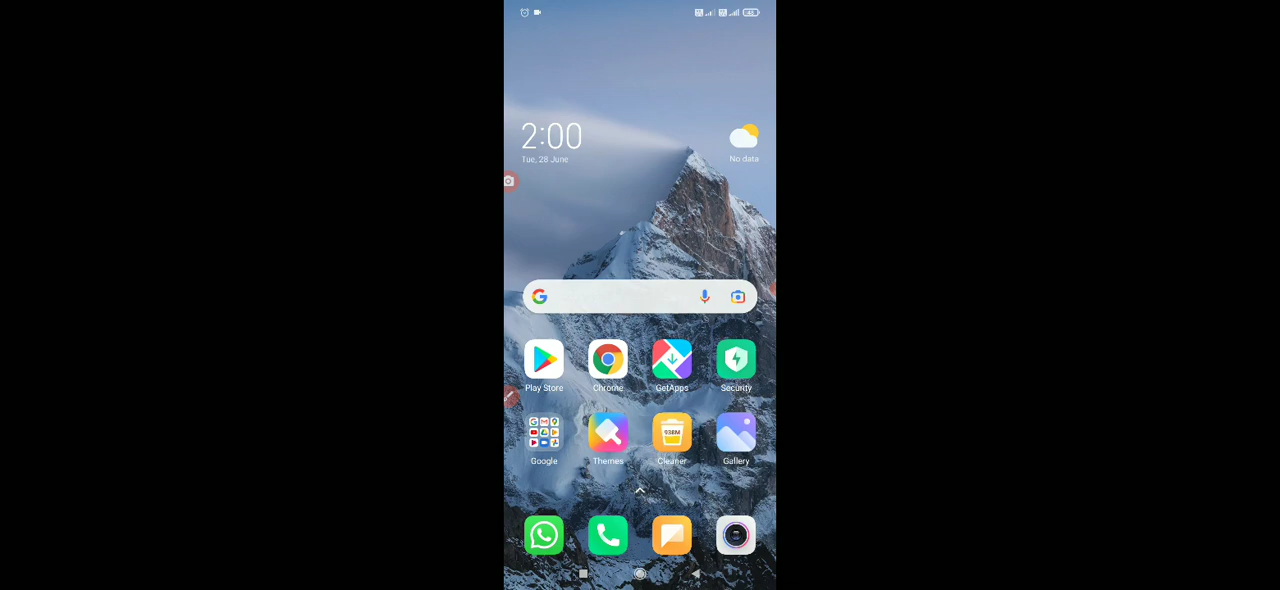 2:00
Tue, 28 June
No data
Play Store
Chrome
GetApps
Security
Google
Themes
Cleaner
Gallery